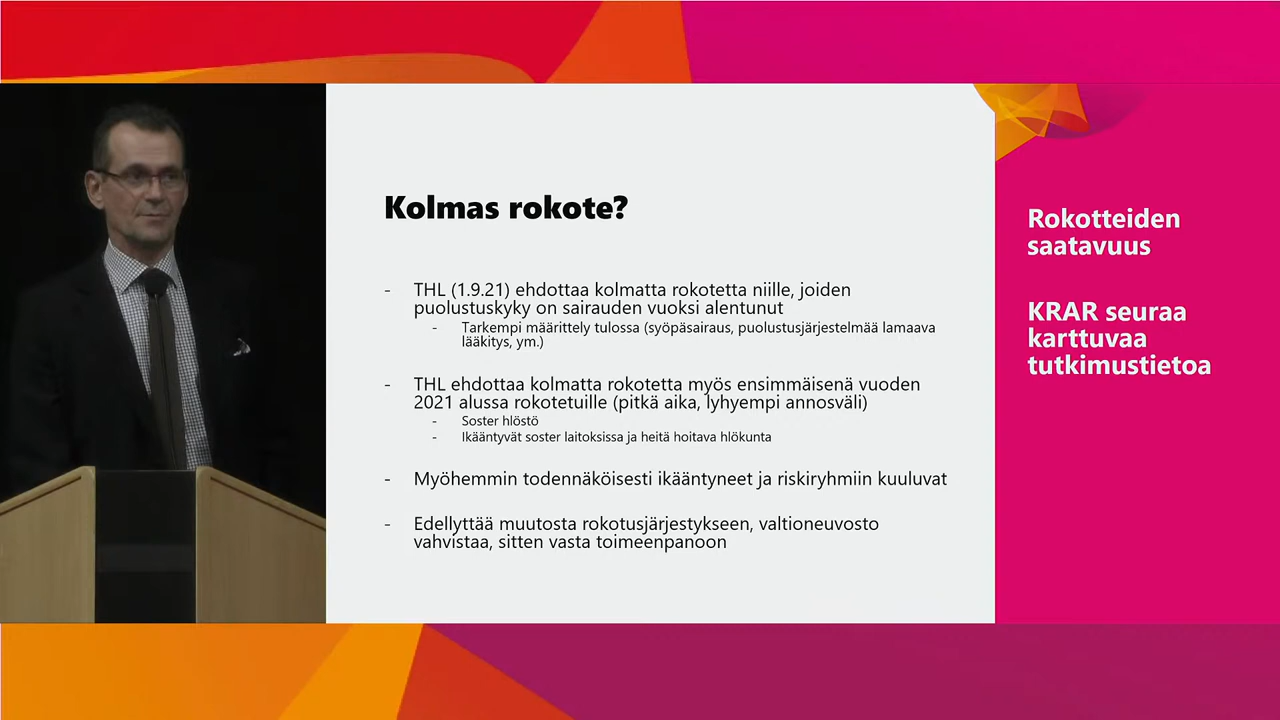 Kolmas rokote?
- THL (1.9.21) ehdottaa kolmatta rokotetta niille, joiden
puolustuskyky on sairauden vuoksi alentunut
- Tarkempi määrittely tulossa (syöpäsairaus, puolustusjärjestelmää lamaava
lääkitys, ym.)
- THL ehdottaa kolmatta rokotetta myös ensimmäisenä vuoden
2021 alussa rokotetuille (pitkä aika, lyhyempi annosväli)
- Soster hlöstö
- Ikääntyvät soster laitoksissa ja heitä hoitava hlökunta
- Myöhemmin todennäköisesti ikääntyneet ja riskiryhmiin kuuluvat
- Edellyttää muutosta rokotusjärjestykseen, valtioneuvosto
vahvistaa, sitten vasta toimeenpanoon
Rokotteiden
saatavuus
KRAR seuraa
karttuvaa
tutkimustietoa